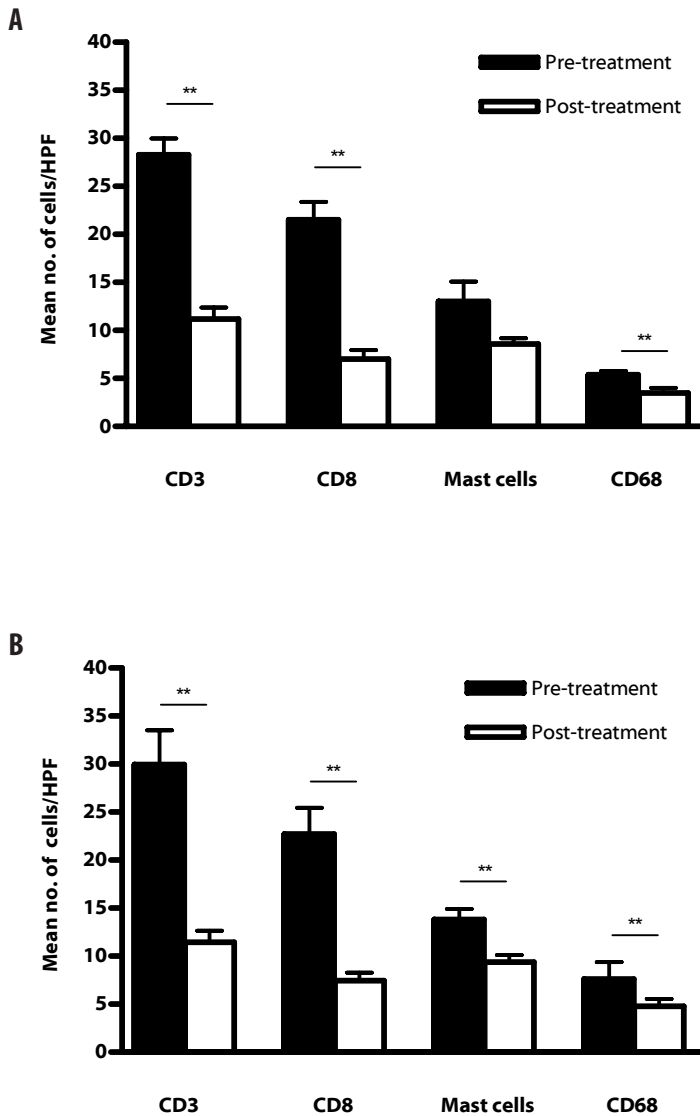 A
40
35
30
25
20
15
10
5
0
Mean no. of cells/HPF
Pre-treatment
Post-treatment
**
**
**
CD3 CD8 Mast cells CD68
B
40
35
30
25
20
15
10
5
0
Mean no. of cells/HPF
Pre-treatment
Post-treatment
**
**
**
**
CD3 CD8 Mast cells CD68